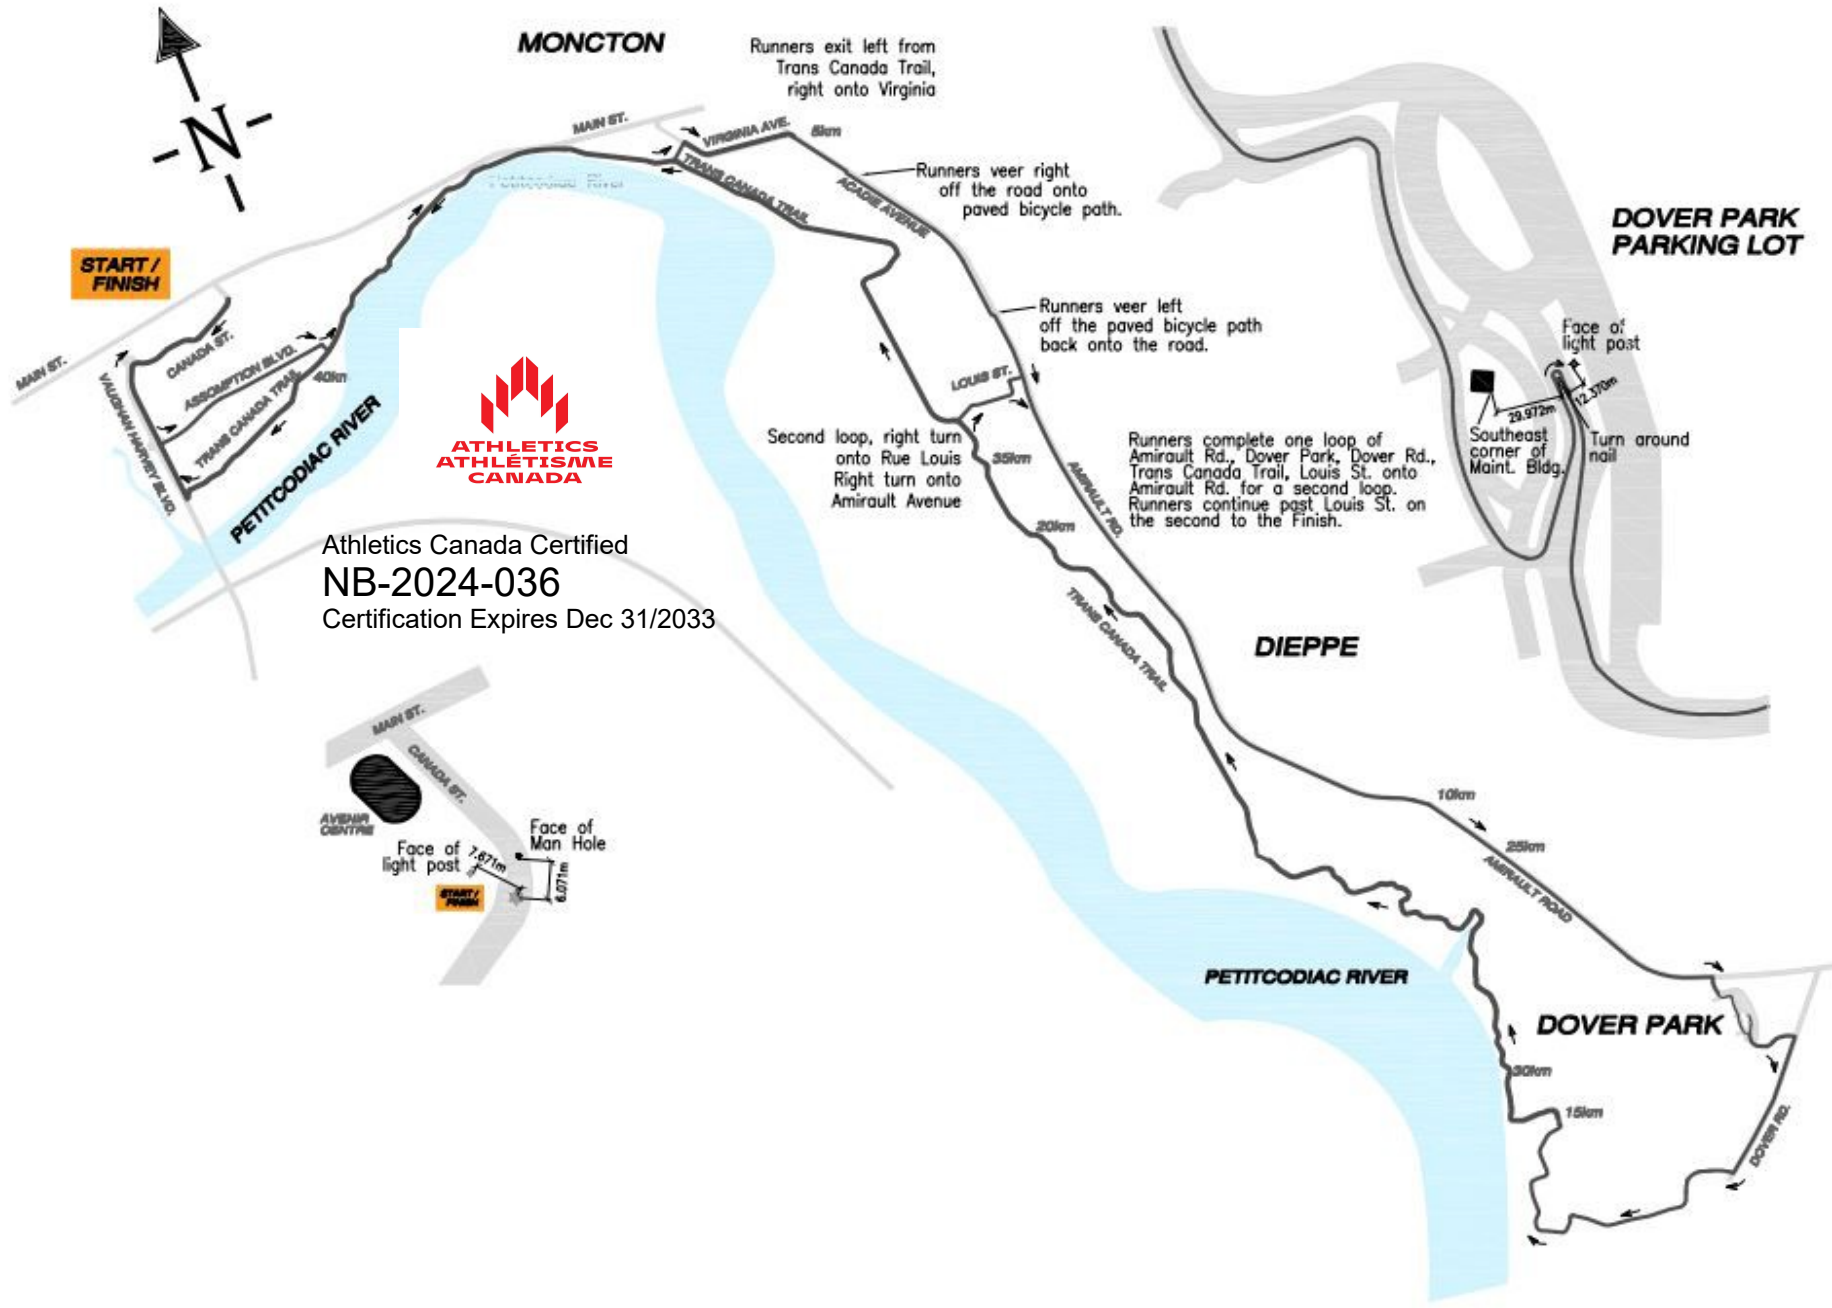 MONCTON
Runners exit left from
Trans Canada Trail,
right onto Virginia
N
MAIN ST.
VIRGINIA AVE.
5km
TRANS CANADA TRAIL
ACADIE AVENUE
Runners veer right
off the road onto
paved bicycle path.
DOVER PARK
PARKING LOT
START /
FINISH
Runners veer left
off the paved bicycle path
back onto the road.
Face of
light post
12.370m
29.972m
Southeast
corner of
Maint. Bldg.
Turn around
nail
MAIN ST.
CANADA ST.
ASSOMPTION BLVD.
TRANS CANADA TRAIL
40km
VAUGHAN HARVEY BLVD.
PETITCODIAC RIVER
ATHLETICS
ATHLÉTISME
CANADA
LOUIS ST.
Second loop, right turn
onto Rue Louis
Right turn onto
Amirault Avenue
35km
AMIRAULT RD.
Runners complete one loop of
Amirault Rd., Dover Park, Dover Rd.,
Trans Canada Trail, Louis St. onto
Amirault Rd. for a second loop.
Runners continue past Louis St. on
the second to the Finish.
20km
Athletics Canada Certified
NB-2024-036
Certification Expires Dec 31/2033
TRANS CANADA TRAIL
DIEPPE
MAIN ST.
CANADA ST.
AVENIR
CENTRE
Face of
light post
7.671m
Face of
Man Hole
6.071m
START /
FINISH
10km
25km
AMIRAULT ROAD
PETITCODIAC RIVER
DOVER PARK
30km
15km
DOVER RD.